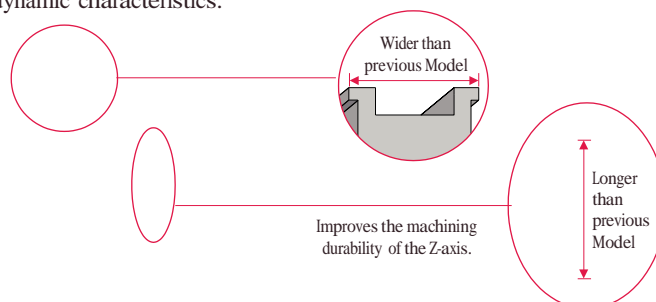 dynamic characteristics.
Wider than
previous Model
Longer
than
previous
Model
Improves the machining
durability of the Z-axis.